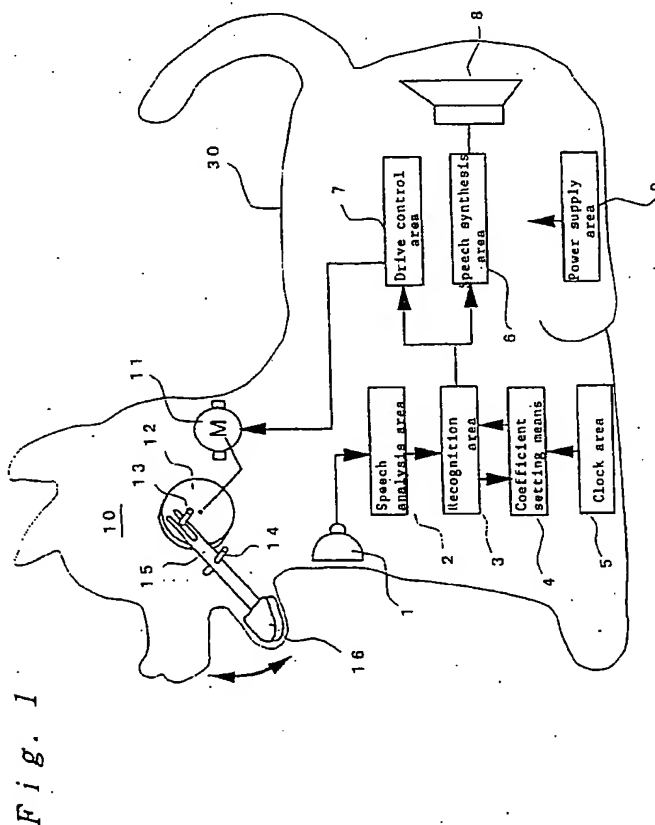 Fig. 1
10
11
12
13
14
15
16
30
M
7
Drive control
area
8
Speech synthesis
area
6
Power supply
area
1
Speech
analysis area
2
Recognition
area
3
Coefficient
setting means
4
Clock area
5